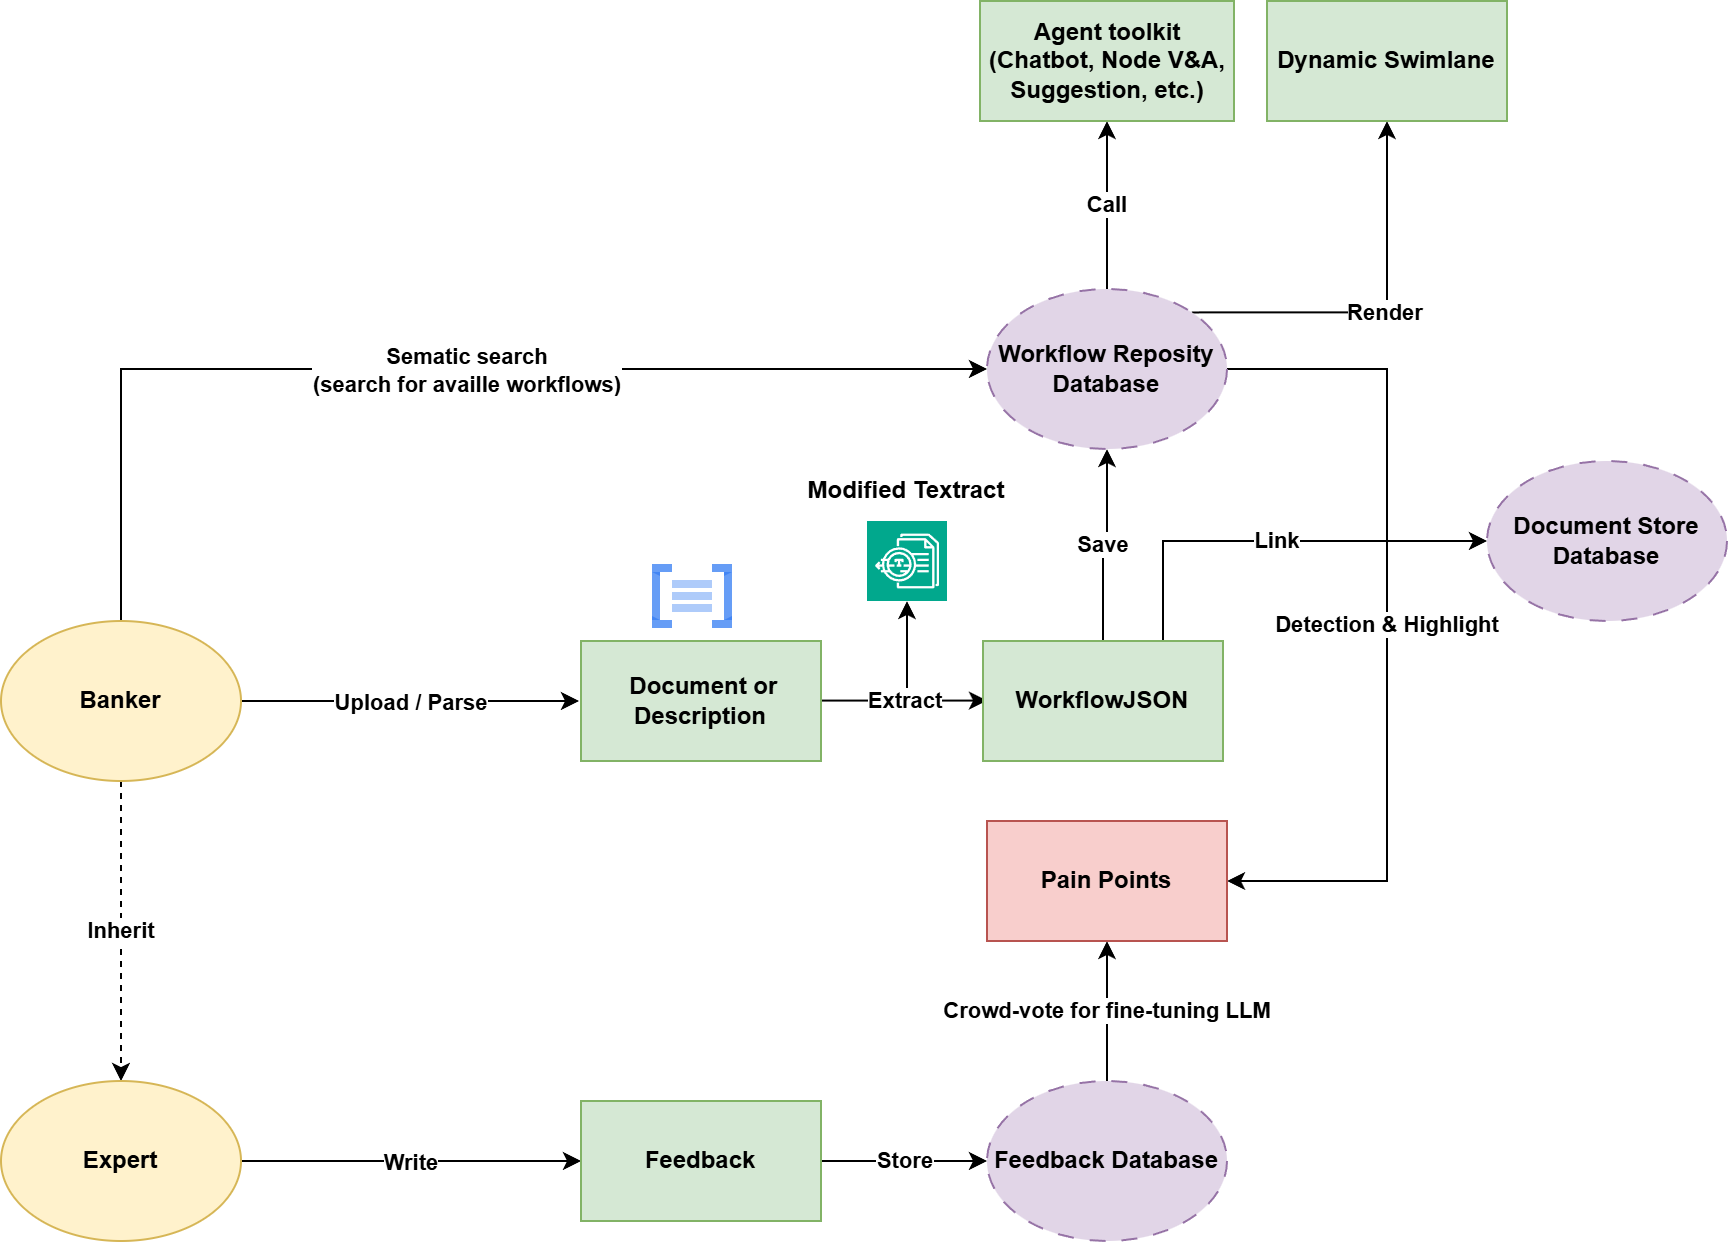 Agent toolkit
(Chatbot, Node V&A,
Suggestion, etc.)
Dynamic Swimlane
Call
Render
Sematic search
(search for availle workflows)
Workflow Reposity
Database
Modified Textract
Save
Link
Document Store
Database
Detection & Highlight
Banker
Upload / Parse
Document or
Description
Extract
WorkflowJSON
Pain Points
Inherit
Crowd-vote for fine-tuning LLM
Expert
Write
Feedback
Store
Feedback Database